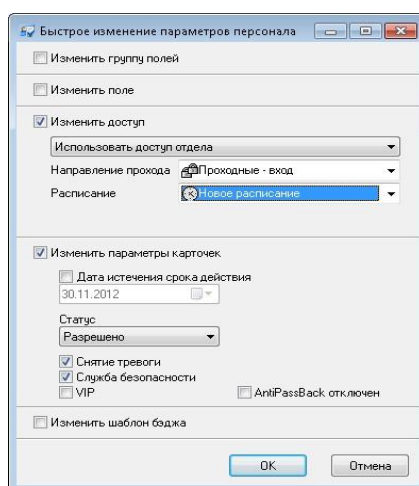 Быстрое изменение параметров персонала
Изменить группу полей
Изменить поле
Изменить доступ
Использовать доступ отдела
Направление прохода Проходные - вход
Расписание Новое расписание
Изменить параметры карточек
Дата истечения срока действия
30.11.2012
Статус
Разрешено
Снятие тревоги
Служба безопасности
VIP AntiPassBack отключен
Изменить шаблон бэджа
OK Отмена